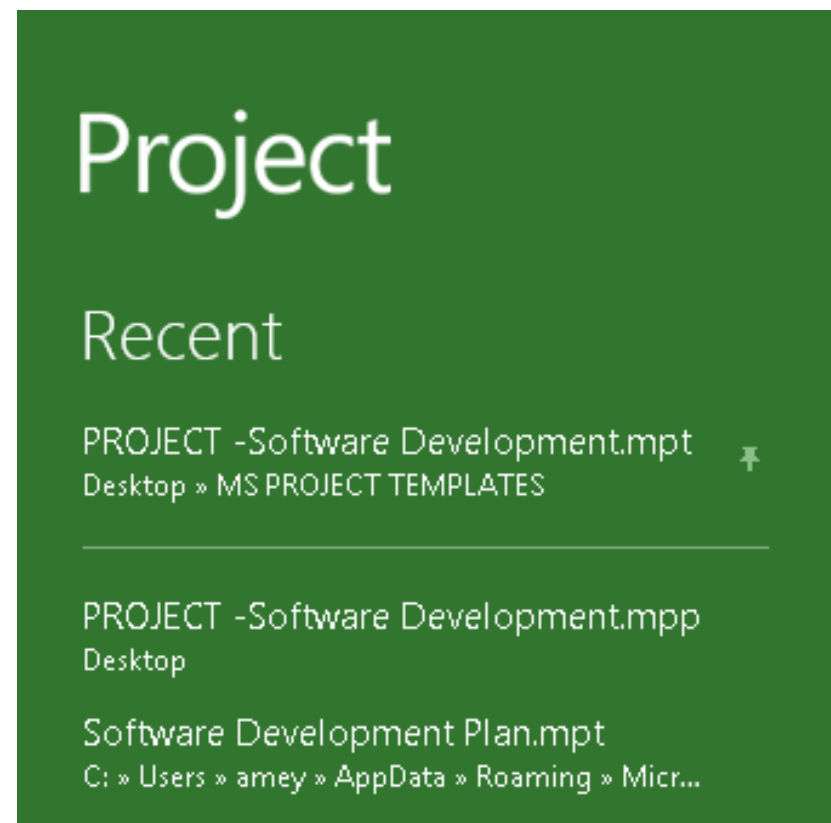 Project
Recent
PROJECT -Software Development.mpt
Desktop » MS PROJECT TEMPLATES
PROJECT -Software Development.mpp
Desktop
Software Development Plan.mpt
C: » Users » amey » AppData » Roaming » Micr...